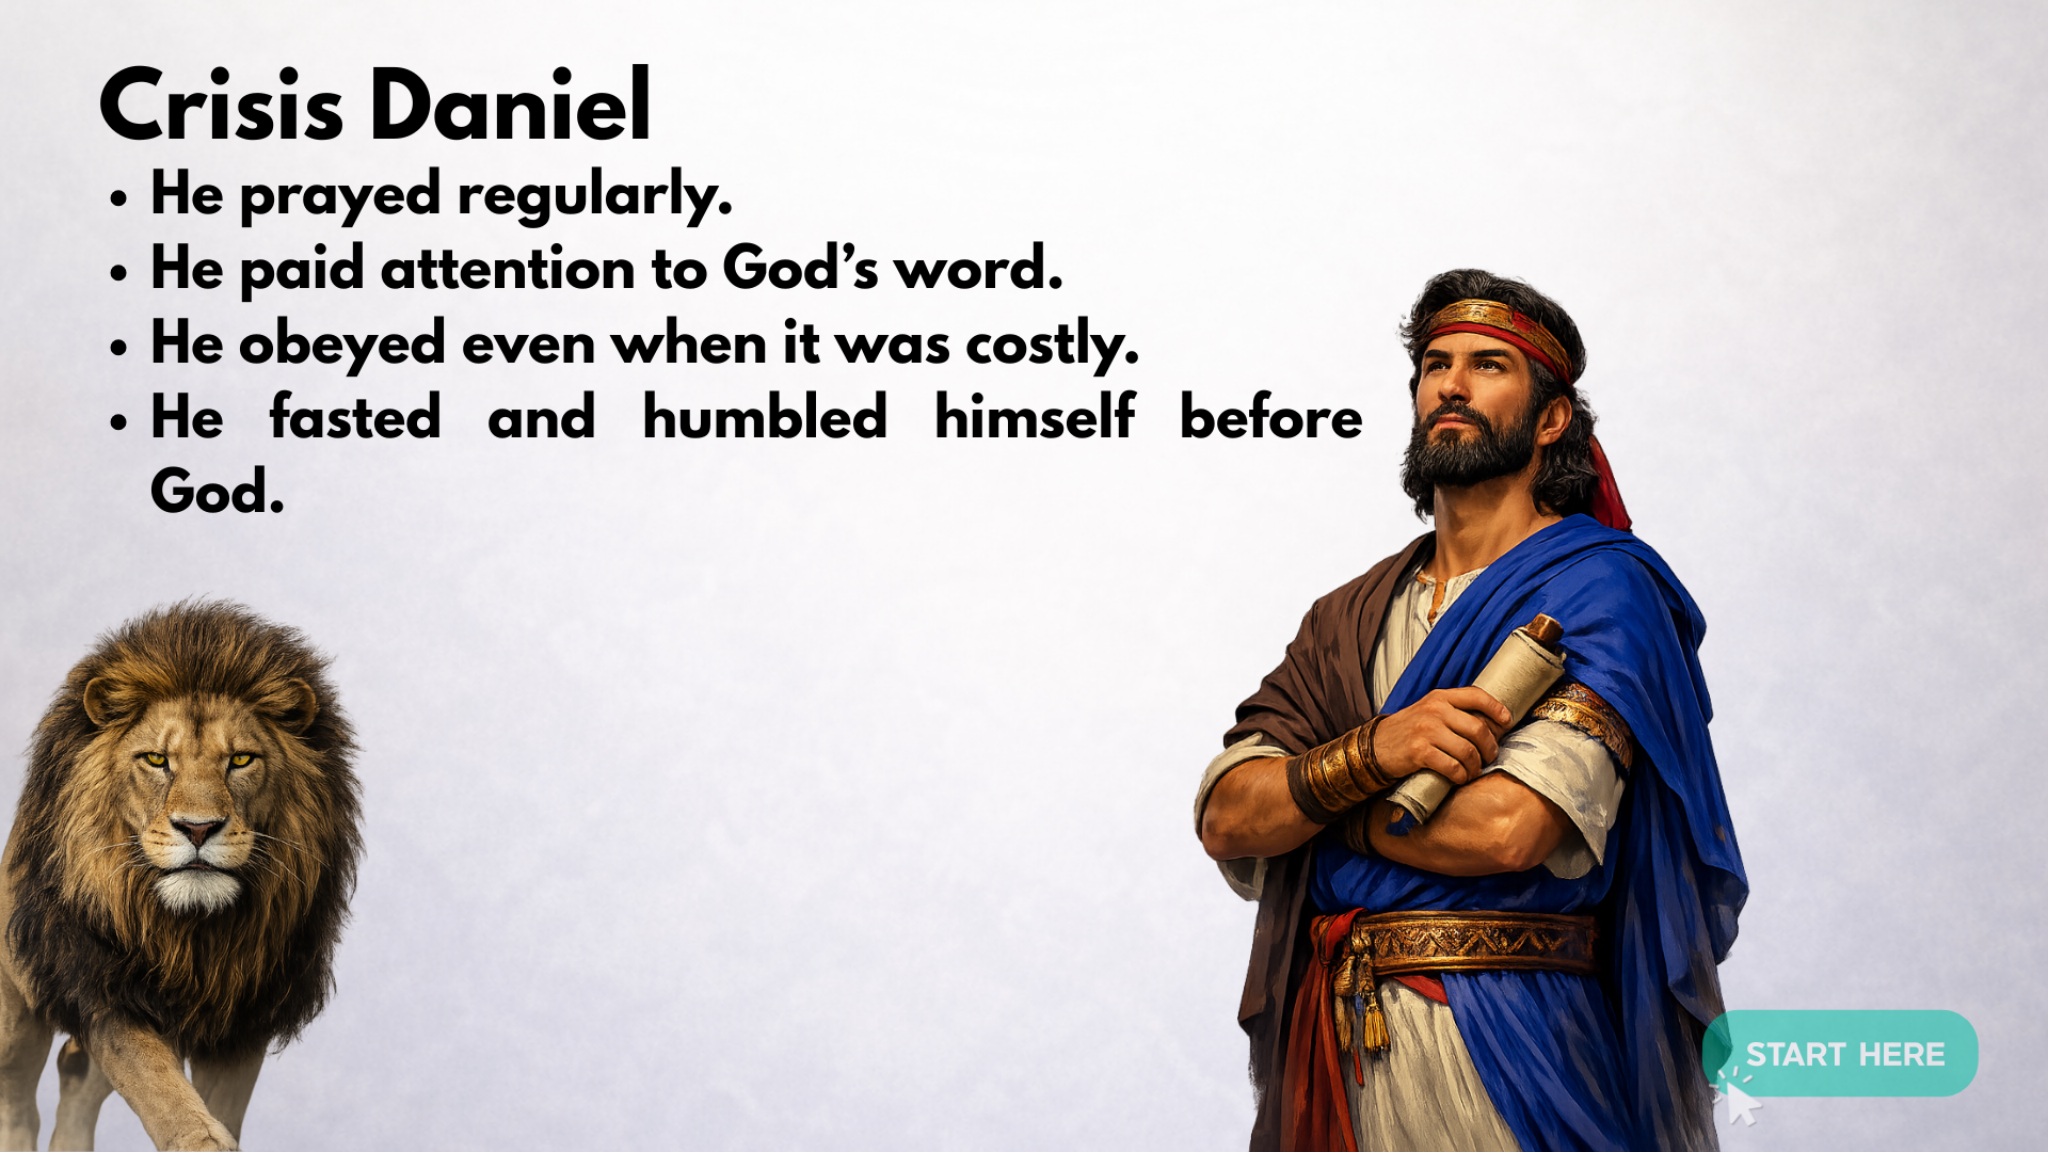 Crisis Daniel
• He prayed regularly.
• He paid attention to God’s word.
• He obeyed even when it was costly.
• He fasted and humbled himself before
God.
START HERE